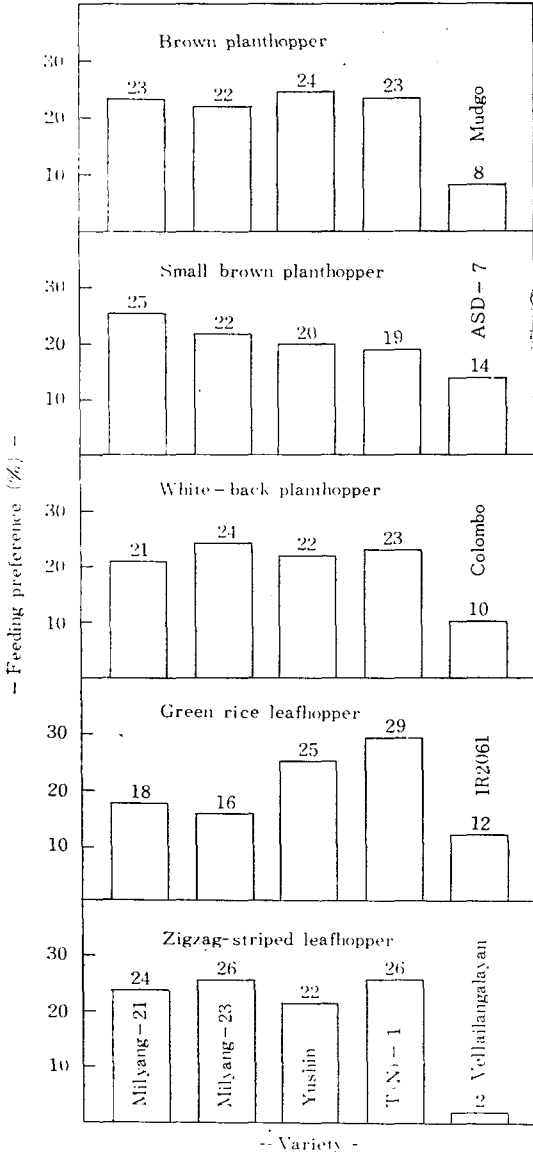 Brown planthopper
30
20
10
23
22
24
23
8
Mudgo
Small brown planthopper
30
20
10
25
22
20
19
14
ASD-7
White-back planthopper
30
20
10
21
24
22
23
10
Colombo
Green rice leafhopper
30
20
10
18
16
25
29
12
IR2061
Zigzag-striped leafhopper
30
20
10
24
26
22
26
2
Milyang-21
Milyang-23
Yushin
T(N)-1
Vellailangalayan
- Feeding preference (%) -
-- Variety -